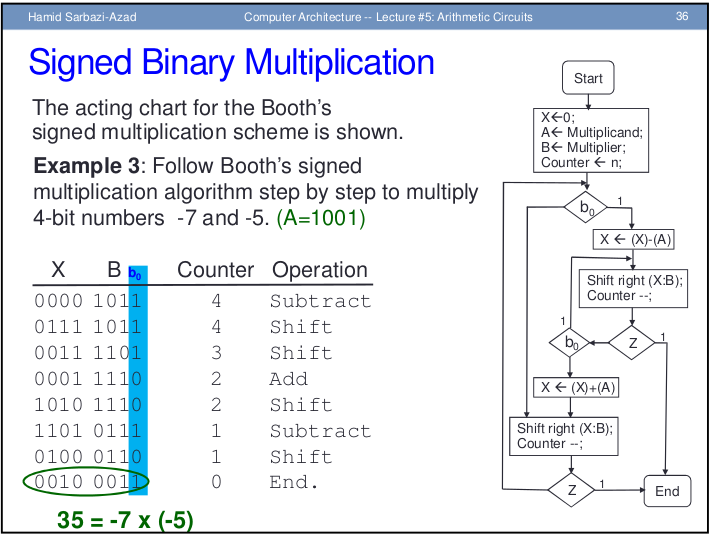 Hamid Sarbazi-Azad Computer Architecture -- Lecture #5: Arithmetic Circuits 36
Signed Binary Multiplication
The acting chart for the Booth's
signed multiplication scheme is shown.
Example 3: Follow Booth's signed
multiplication algorithm step by step to multiply
4-bit numbers -7 and -5. (A=1001)
X B b₀ Counter Operation
0000 1011 4 Subtract
0111 1011 4 Shift
0011 1101 3 Shift
0001 1110 2 Add
1010 1110 2 Shift
1101 0111 1 Subtract
0100 0110 1 Shift
0010 0011 0 End.
35 = -7 x (-5)
Start
X←0;
A← Multiplicand;
B← Multiplier;
Counter ← n;
b₀
1
X ← (X)-(A)
Shift right (X:B);
Counter --;
1
b₀
Z
1
X ← (X)+(A)
Shift right (X:B);
Counter --;
Z
1
End